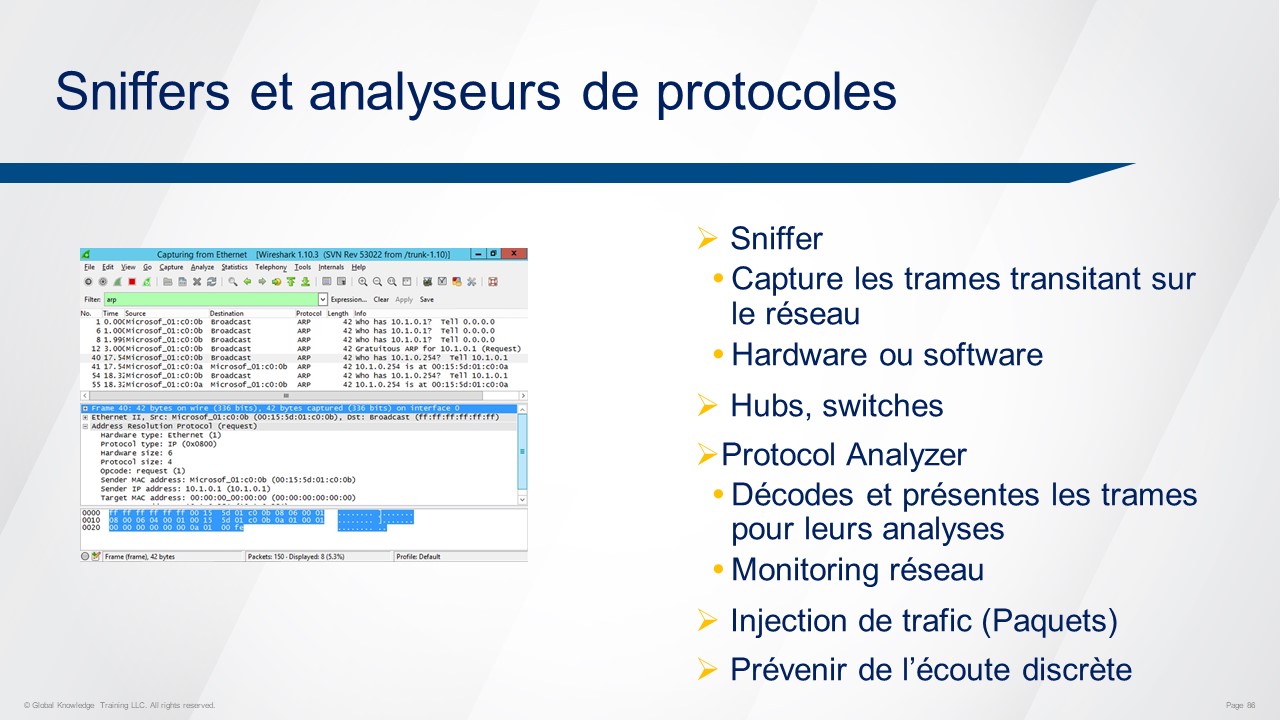 Sniffers et analyseurs de protocoles
Capturing from Ethernet [Wireshark 1.10.3 (SVN Rev 53022 from /trunk-1.10)]
File Edit View Go Capture Analyze Statistics Telephony Tools Internals Help
Filter: arp Expression... Clear Apply Save
No. Time Source Destination Protocol Length Info
1 0.00(Microsof_01:c0:0b Broadcast ARP 42 Who has 10.1.0.1? Tell 0.0.0.0
6 1.00(Microsof_01:c0:0b Broadcast ARP 42 Who has 10.1.0.1? Tell 0.0.0.0
8 1.99(Microsof_01:c0:0b Broadcast ARP 42 Who has 10.1.0.1? Tell 0.0.0.0
12 3.00(Microsof_01:c0:0b Broadcast ARP 42 Gratuitous ARP for 10.1.0.1 (Request)
40 17.54Microsof_01:c0:0b Broadcast ARP 42 Who has 10.1.0.254? Tell 10.1.0.1
41 17.54Microsof_01:c0:0a Microsof_01:c0:0b ARP 42 10.1.0.254 is at 00:15:5d:01:c0:0a
54 18.32Microsof_01:c0:0b Broadcast ARP 42 Who has 10.1.0.254? Tell 10.1.0.1
55 18.32Microsof_01:c0:0a Microsof_01:c0:0b ARP 42 10.1.0.254 is at 00:15:5d:01:c0:0a
Frame 40: 42 bytes on wire (336 bits), 42 bytes captured (336 bits) on interface 0
Ethernet II, Src: Microsof_01:c0:0b (00:15:5d:01:c0:0b), Dst: Broadcast (ff:ff:ff:ff:ff:ff)
Address Resolution Protocol (request)
Hardware type: Ethernet (1)
Protocol type: IP (0x0800)
Hardware size: 6
Protocol size: 4
Opcode: request (1)
Sender MAC address: Microsof_01:c0:0b (00:15:5d:01:c0:0b)
Sender IP address: 10.1.0.1 (10.1.0.1)
Target MAC address: 00:00:00_00:00:00 (00:00:00:00:00:00)
0000 ff ff ff ff ff ff 00 15 5d 01 c0 0b 08 06 00 01 ........ ].......
0010 08 00 06 04 00 01 00 15 5d 01 c0 0b 0a 01 00 01 ........ ].......
0020 00 00 00 00 00 00 0a 01 00 fe ........ ..
Frame (frame), 42 bytes Packets: 150 · Displayed: 8 (5.3%) Profile: Default
Sniffer
Capture les trames transitant sur
le réseau
Hardware ou software
Hubs, switches
Protocol Analyzer
Décodes et présentes les trames
pour leurs analyses
Monitoring réseau
Injection de trafic (Paquets)
Prévenir de l’écoute discrète
© Global Knowledge Training LLC. All rights reserved.
Page 86